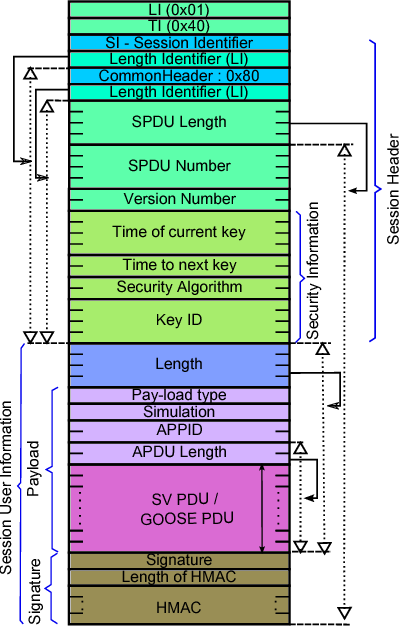 LI (0x01)
TI (0x40)
SI - Session Identifier
Length Identifier (LI)
CommonHeader : 0x80
Length Identifier (LI)
SPDU Length
SPDU Number
Version Number
Time of current key
Time to next key
Security Algorithm
Key ID
Length
Pay-load type
Simulation
APPID
APDU Length
SV PDU /
GOOSE PDU
Signature
Length of HMAC
HMAC
Session Header
Security Information
Session User Information
Payload
Signature